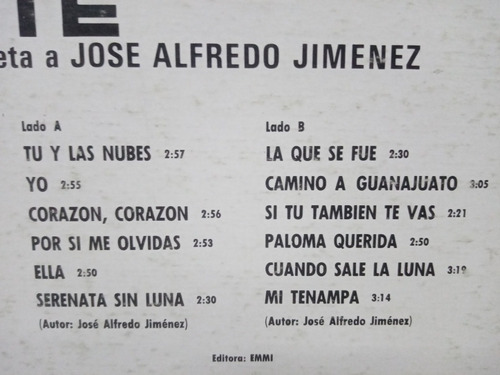 TE
eta a JOSE ALFREDO JIMENEZ
Lado A
TU Y LAS NUBES 2:57
YO 2:55
CORAZON, CORAZON 2:56
POR SI ME OLVIDAS 2:53
ELLA 2:50
SERENATA SIN LUNA 2:30
(Autor: José Alfredo Jiménez)
Lado B
LA QUE SE FUE 2:30
CAMINO A GUANAJUATO 3:05
SI TU TAMBIEN TE VAS 2:21
PALOMA QUERIDA 2:50
CUANDO SALE LA LUNA 3:19
MI TENAMPA 3:14
(Autor: José Alfredo Jiménez)
Editora: EMMI